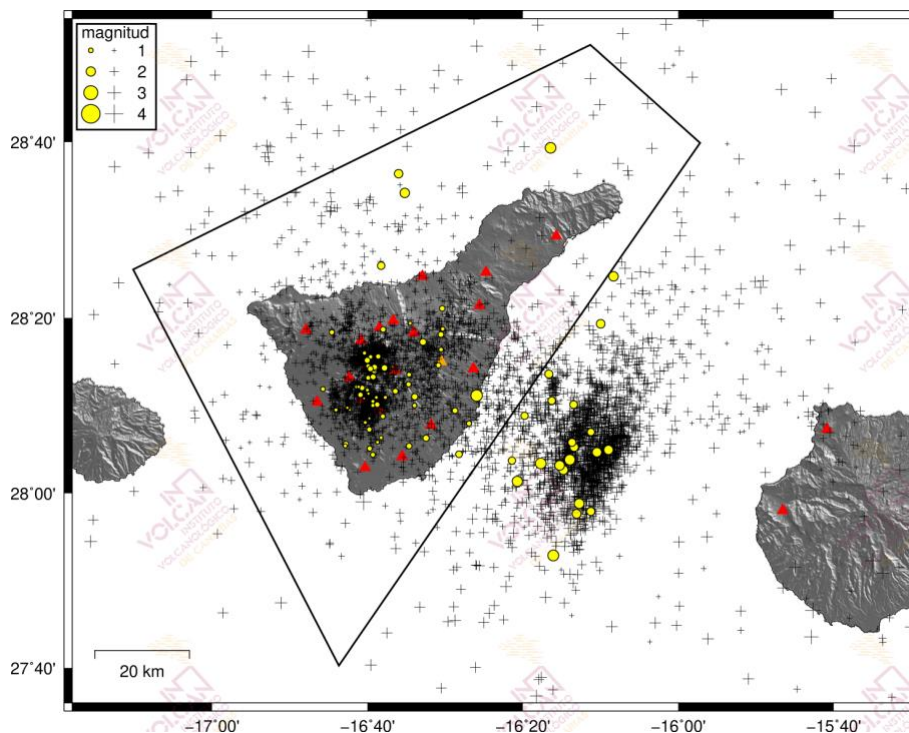 magnitud
1
2
3
4
28°40'
28°20'
28°00'
27°40'
20 km
−17°00'
−16°40'
−16°20'
−16°00'
−15°40'
INVOLCAN
INSTITUTO
VOLCANOLÓGICO
DE CANARIAS